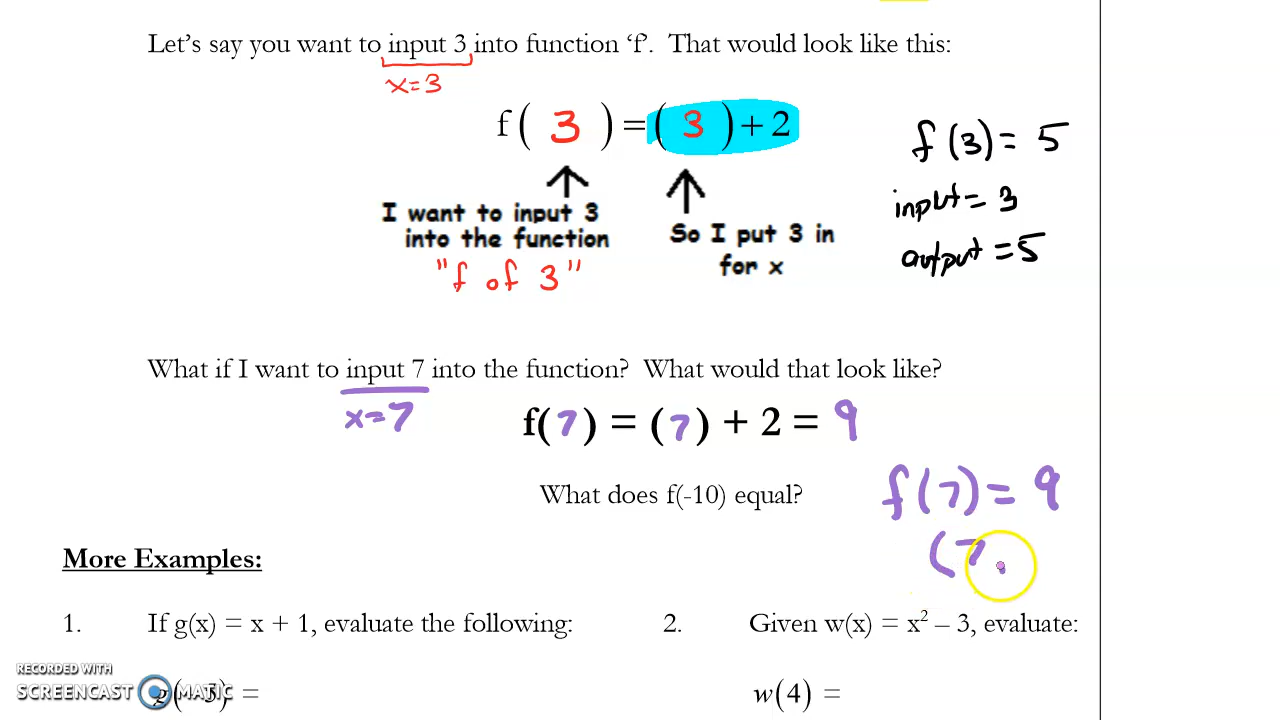 Let's say you want to input 3 into function 'f'. That would look like this:
x=3
f( 3 ) = ( 3 ) + 2
f (3) = 5
input = 3
output = 5
I want to input 3
into the function
"f of 3"
So I put 3 in
for x
What if I want to input 7 into the function? What would that look like?
x=7
f(7) = (7) + 2 = 9
What does f(-10) equal?
f(7) = 9
(7,
More Examples:
1. If g(x) = x + 1, evaluate the following:
2. Given w(x) = x² – 3, evaluate:
g(-5) =
w(4) =
RECORDED WITH
SCREENCAST MATIC